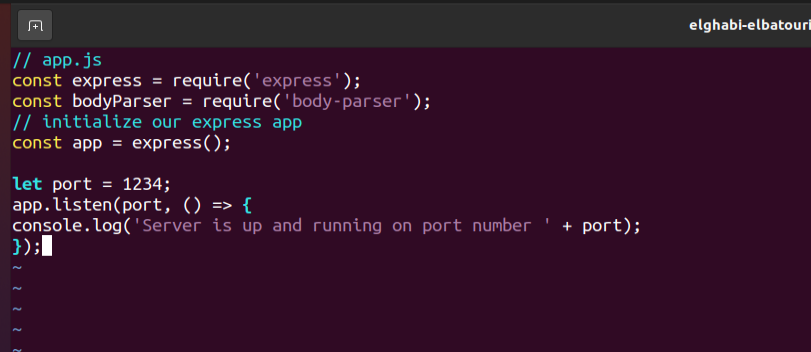 elghabi-elbatouri
// app.js
const express = require('express');
const bodyParser = require('body-parser');
// initialize our express app
const app = express();
let port = 1234;
app.listen(port, () => {
console.log('Server is up and running on port number ' + port);
});
~
~
~
~
~